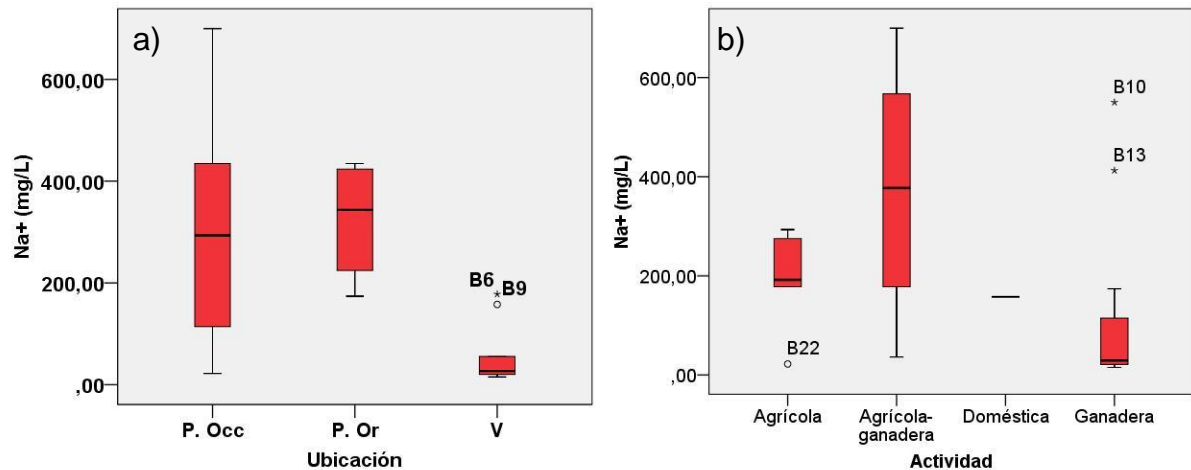 a)
600,00
400,00
200,00
,00
Na+ (mg/L)
B6 B9
P. Occ P. Or V
Ubicación
b)
600,00
400,00
200,00
,00
Na+ (mg/L)
B10
B13
B22
Agrícola Agrícola-ganadera Doméstica Ganadera
Actividad